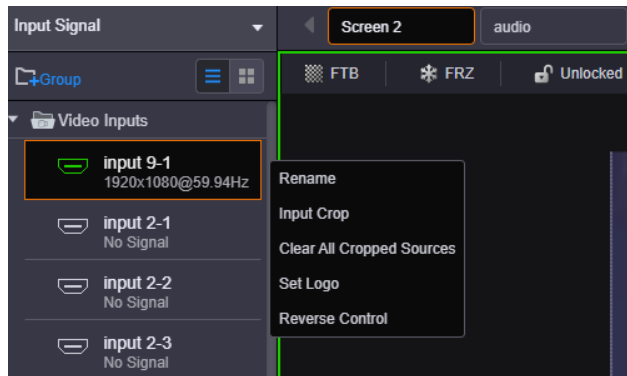 Input Signal
Screen 2
audio
Group
FTB
FRZ
Unlocked
Video Inputs
input 9-1
1920x1080@59.94Hz
input 2-1
No Signal
input 2-2
No Signal
input 2-3
No Signal
Rename
Input Crop
Clear All Cropped Sources
Set Logo
Reverse Control